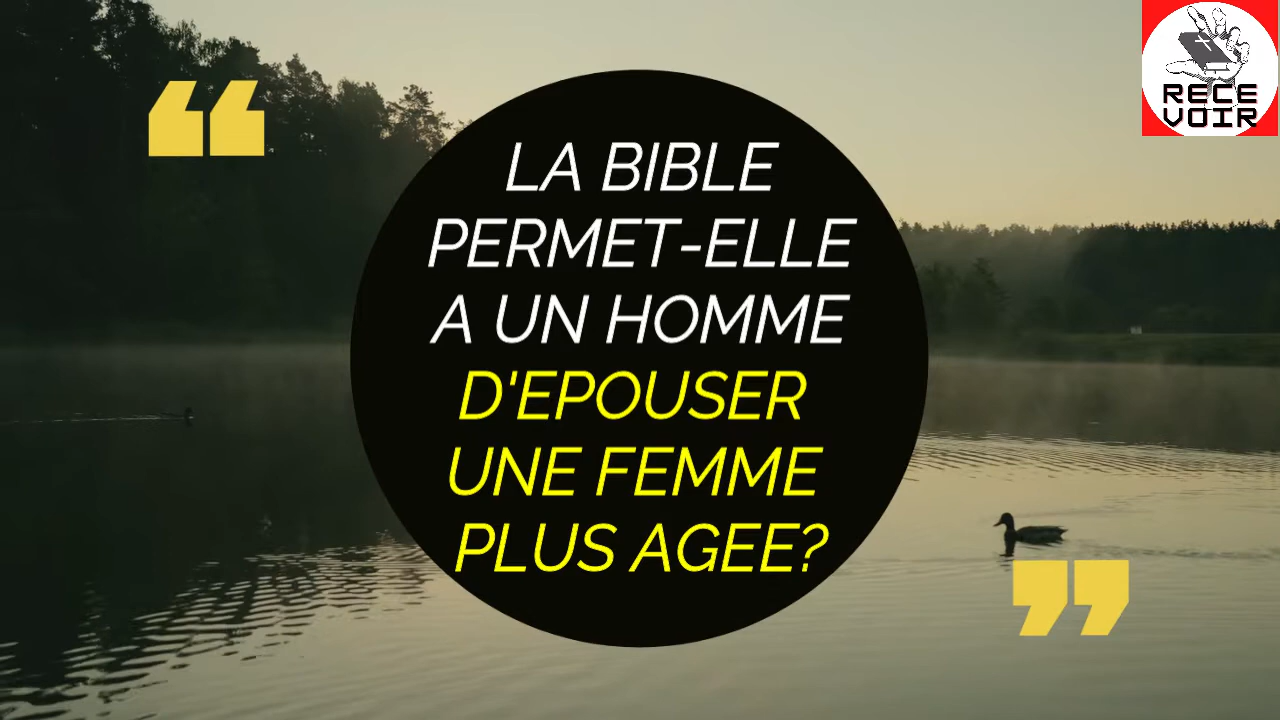 “
RECE
VOIR
LA BIBLE
PERMET-ELLE
A UN HOMME
D'EPOUSER
UNE FEMME
PLUS AGEE?
”